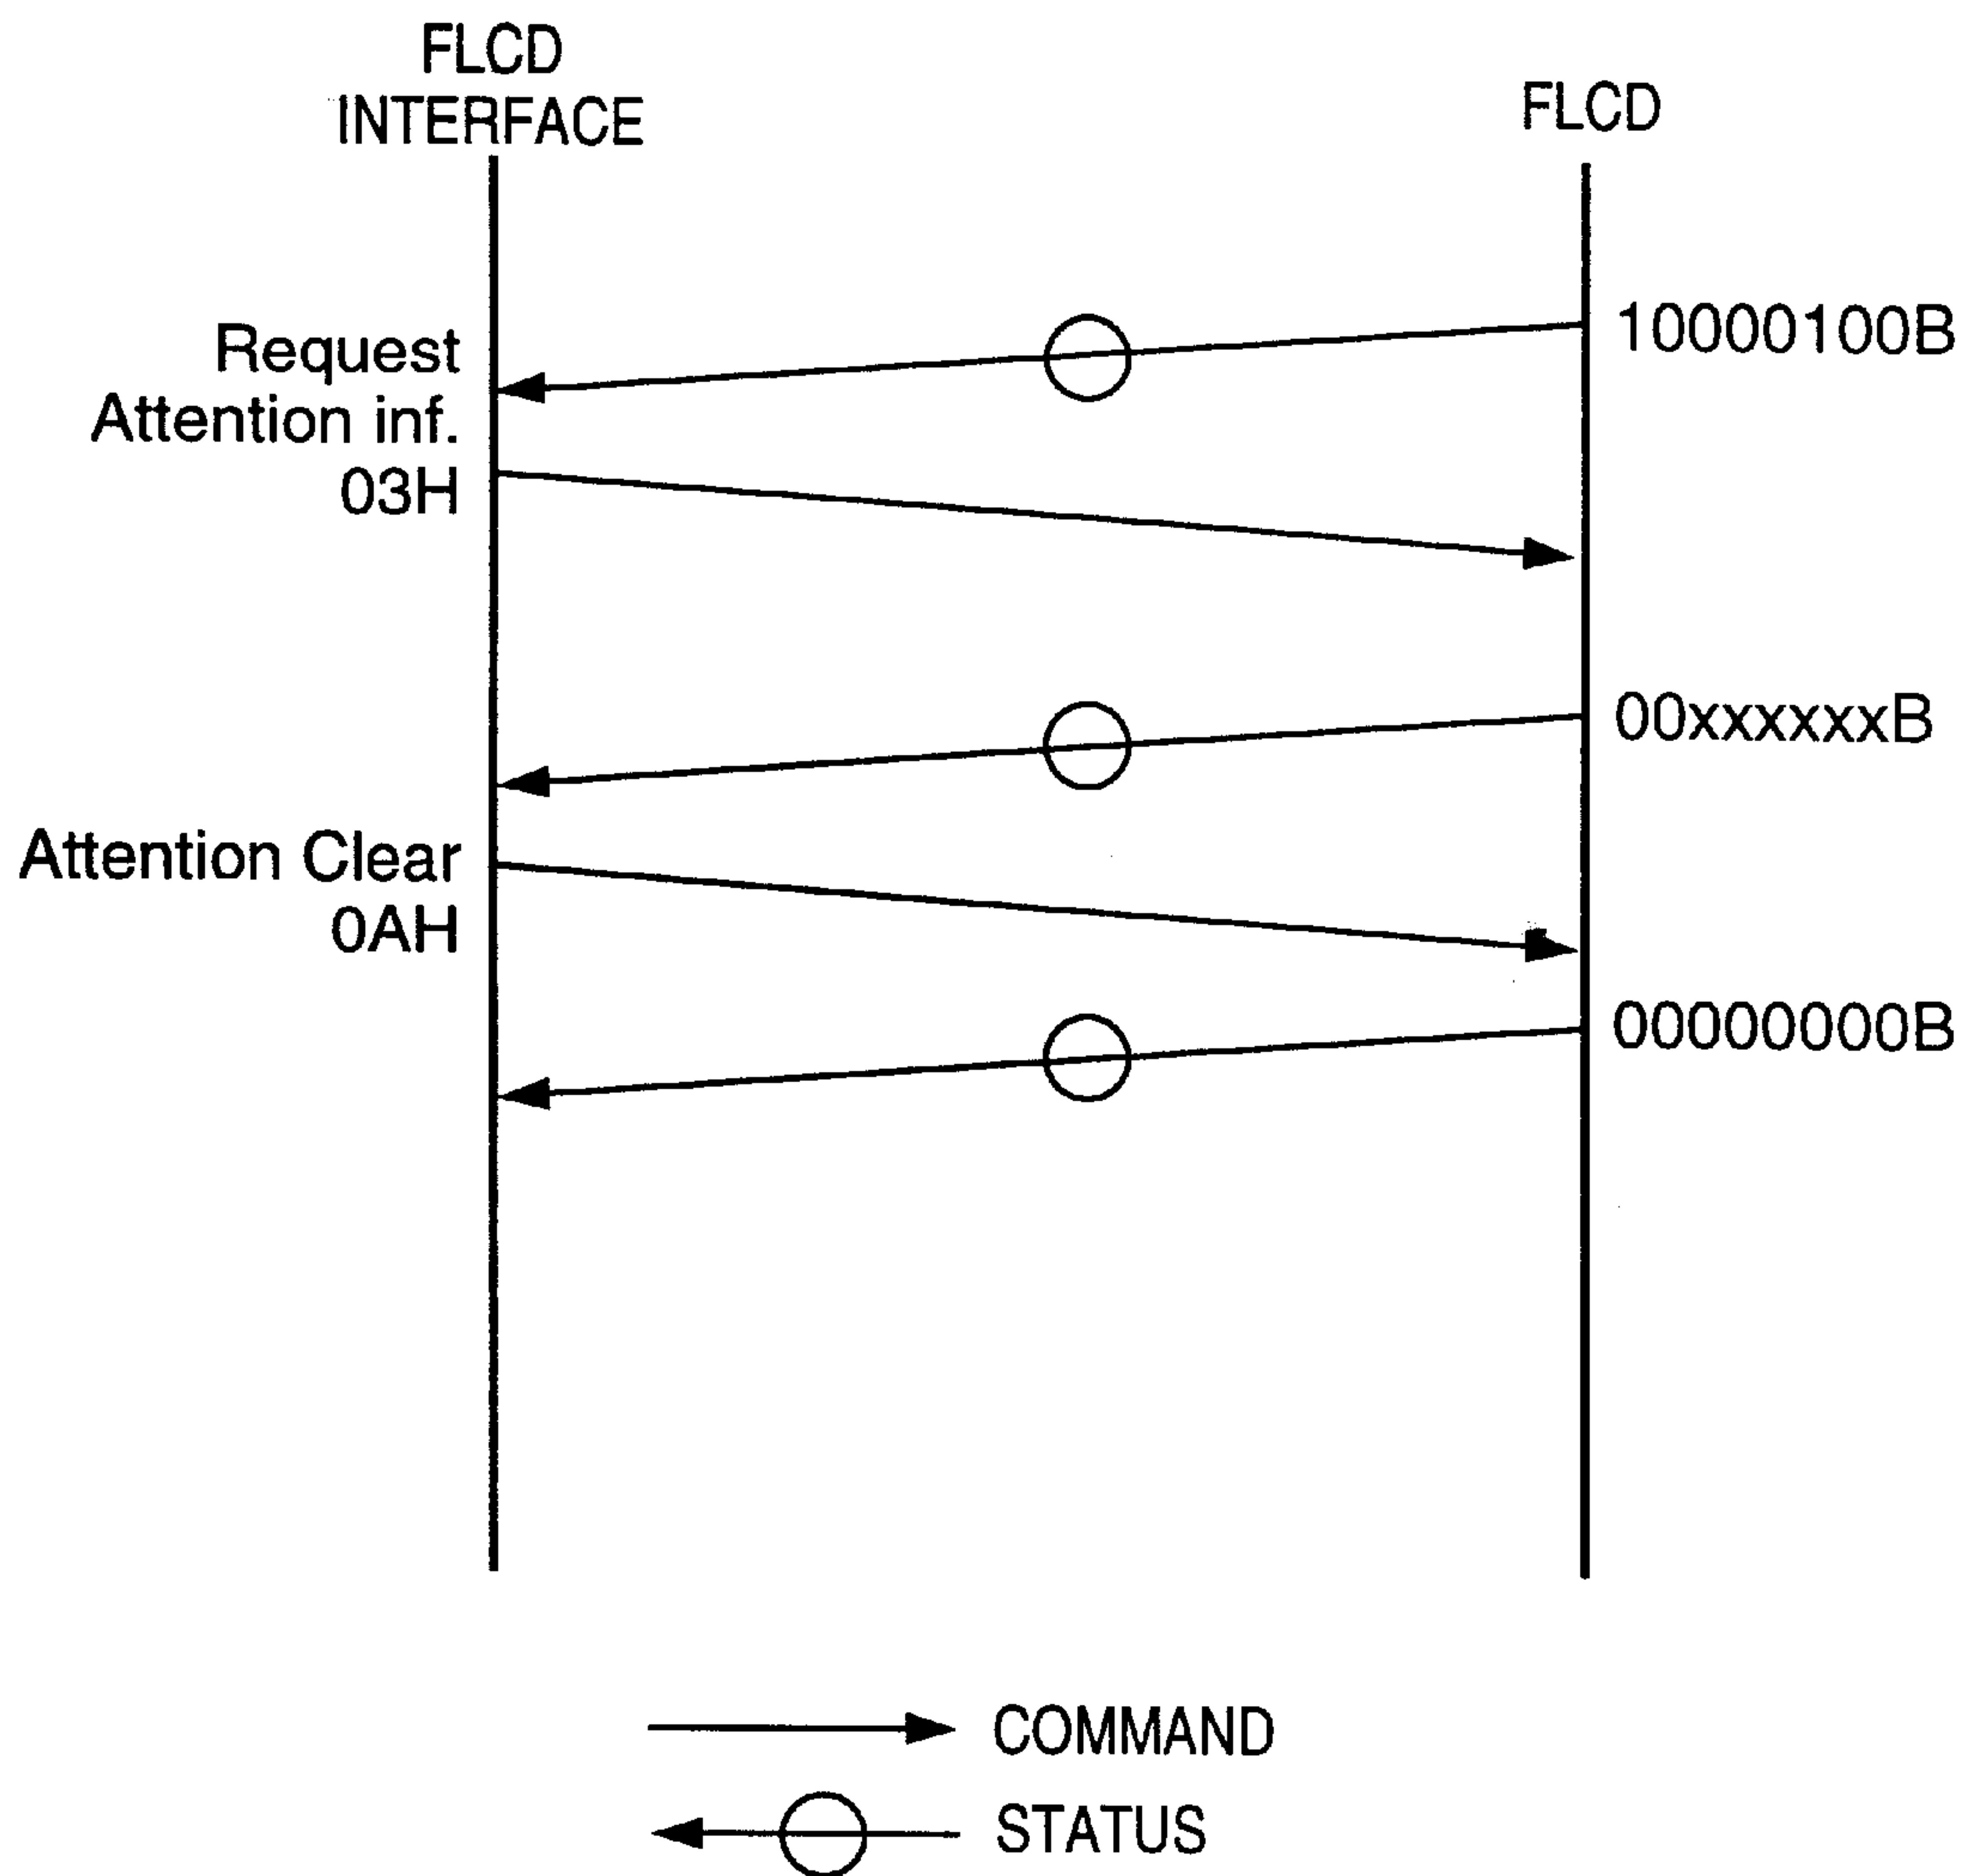 FLCD
INTERFACE
FLCD
10000100B
Request
Attention inf.
03H
00xxxxxxB
Attention Clear
0AH
00000000B
COMMAND
STATUS